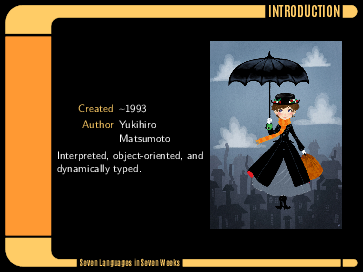 INTRODUCTION
Created ~1993
Author Yukihiro
Matsumoto
Interpreted, object-oriented, and
dynamically typed.
Seven Languages in Seven Weeks